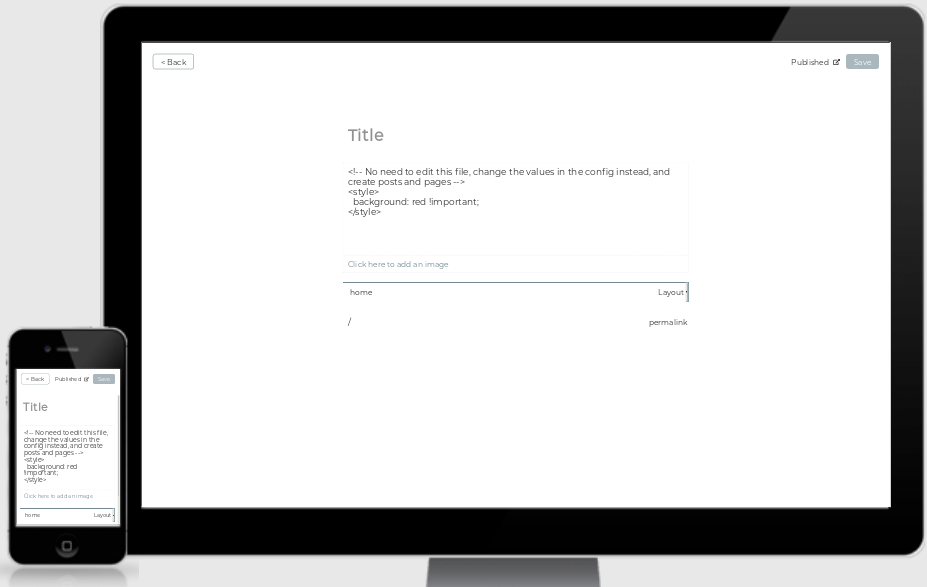 < Back
Published
Save
Title
<!-- No need to edit this file, change the values in the config instead, and
create posts and pages -->
<style>
background: red !important;
</style>
Click here to add an image
home
Layout
/
permalink
< Back
Published
Save
Title
<!-- No need to edit this file,
change the values in the
config instead, and create
posts and pages -->
<style>
background: red
!important;
</style>
Click here to add an image
home
Layout